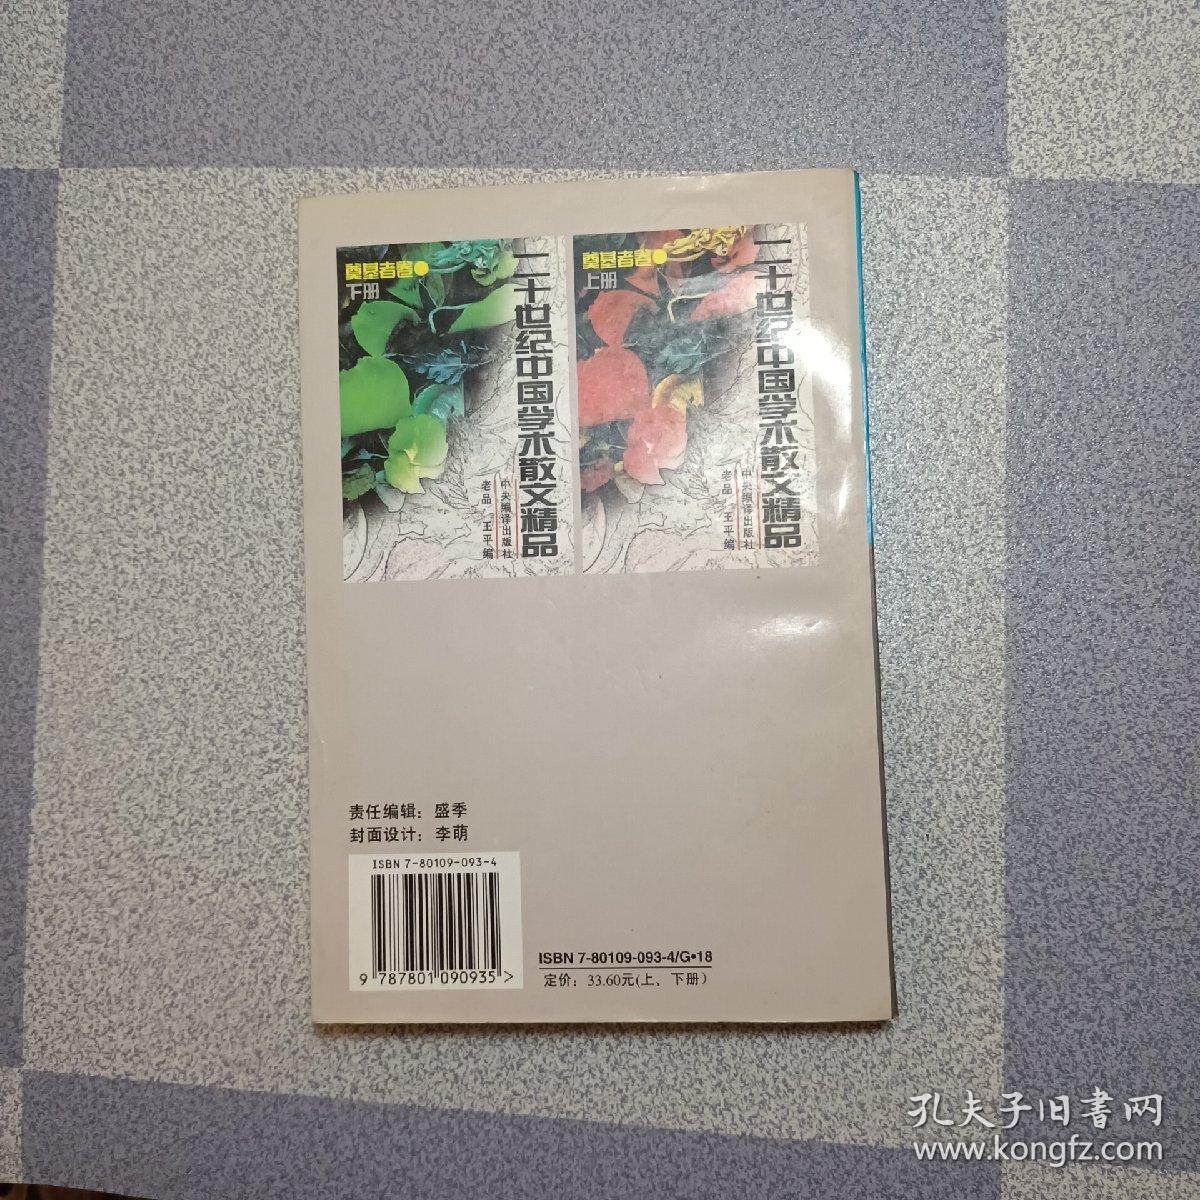 奠基者卷
下册
二十世纪中国学术散文精品
中央编译出版社
老品 王平编
奠基者卷
上册
二十世纪中国学术散文精品
中央编译出版社
老品 王平编
责任编辑：盛季
封面设计：李萌
ISBN 7-80109-093-4
9 787801 090935 >
ISBN 7-80109-093-4/G•18
定价：33.60元(上、下册)
孔夫子旧书网
www.kongfz.com